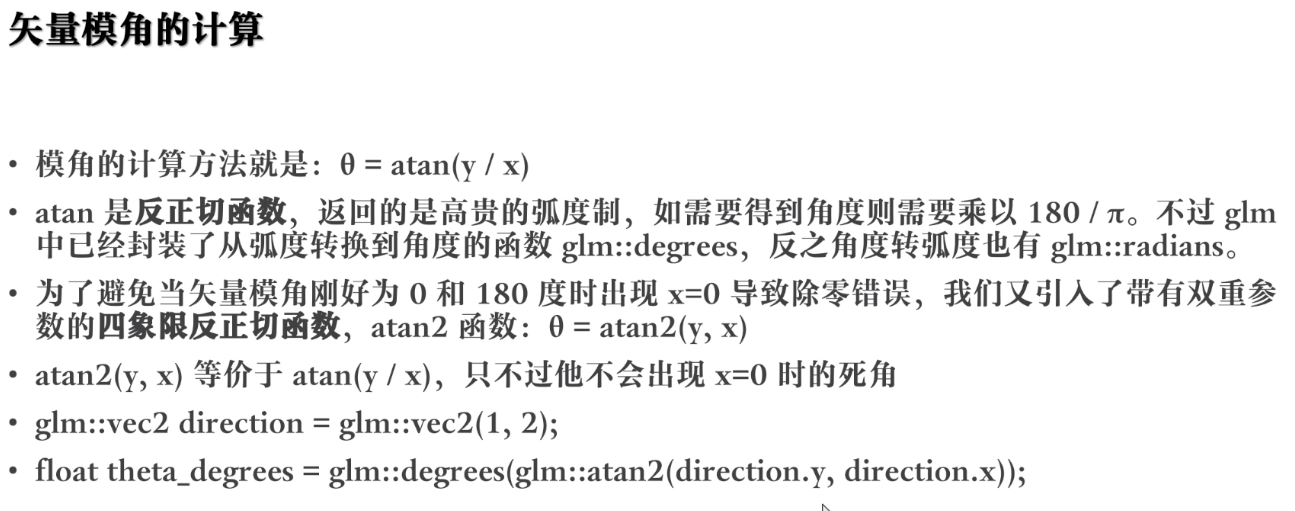 矢量模角的计算
• 模角的计算方法就是：θ = atan(y / x)
• atan 是反正切函数，返回的是高贵的弧度制，如需要得到角度则需要乘以 180 / π。不过 glm
中已经封装了从弧度转换到角度的函数 glm::degrees，反之角度转弧度也有 glm::radians。
• 为了避免当矢量模角刚好为 0 和 180 度时出现 x=0 导致除零错误，我们又引入了带有双重参
数的四象限反正切函数，atan2 函数：θ = atan2(y, x)
• atan2(y, x) 等价于 atan(y / x)，只不过他不会出现 x=0 时的死角
• glm::vec2 direction = glm::vec2(1, 2);
• float theta_degrees = glm::degrees(glm::atan2(direction.y, direction.x));